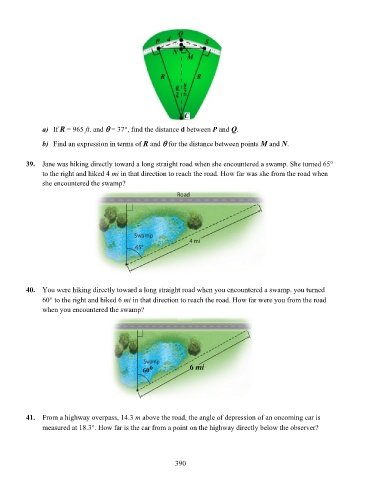 Q
P d S
N
M
R R
C
a) If R = 965 ft. and θ = 37°, find the distance d between P and Q.
b) Find an expression in terms of R and θ for the distance between points M and N.
39. Jane was hiking directly toward a long straight road when she encountered a swamp. She turned 65°
to the right and hiked 4 mi in that direction to reach the road. How far was she from the road when
she encountered the swamp?
Road
Swamp
4 mi
65°
40. You were hiking directly toward a long straight road when you encountered a swamp. you turned
60° to the right and hiked 6 mi in that direction to reach the road. How far were you from the road
when you encountered the swamp?
Swamp
60° 6 mi
41. From a highway overpass, 14.3 m above the road, the angle of depression of an oncoming car is
measured at 18.3°. How far is the car from a point on the highway directly below the observer?
390